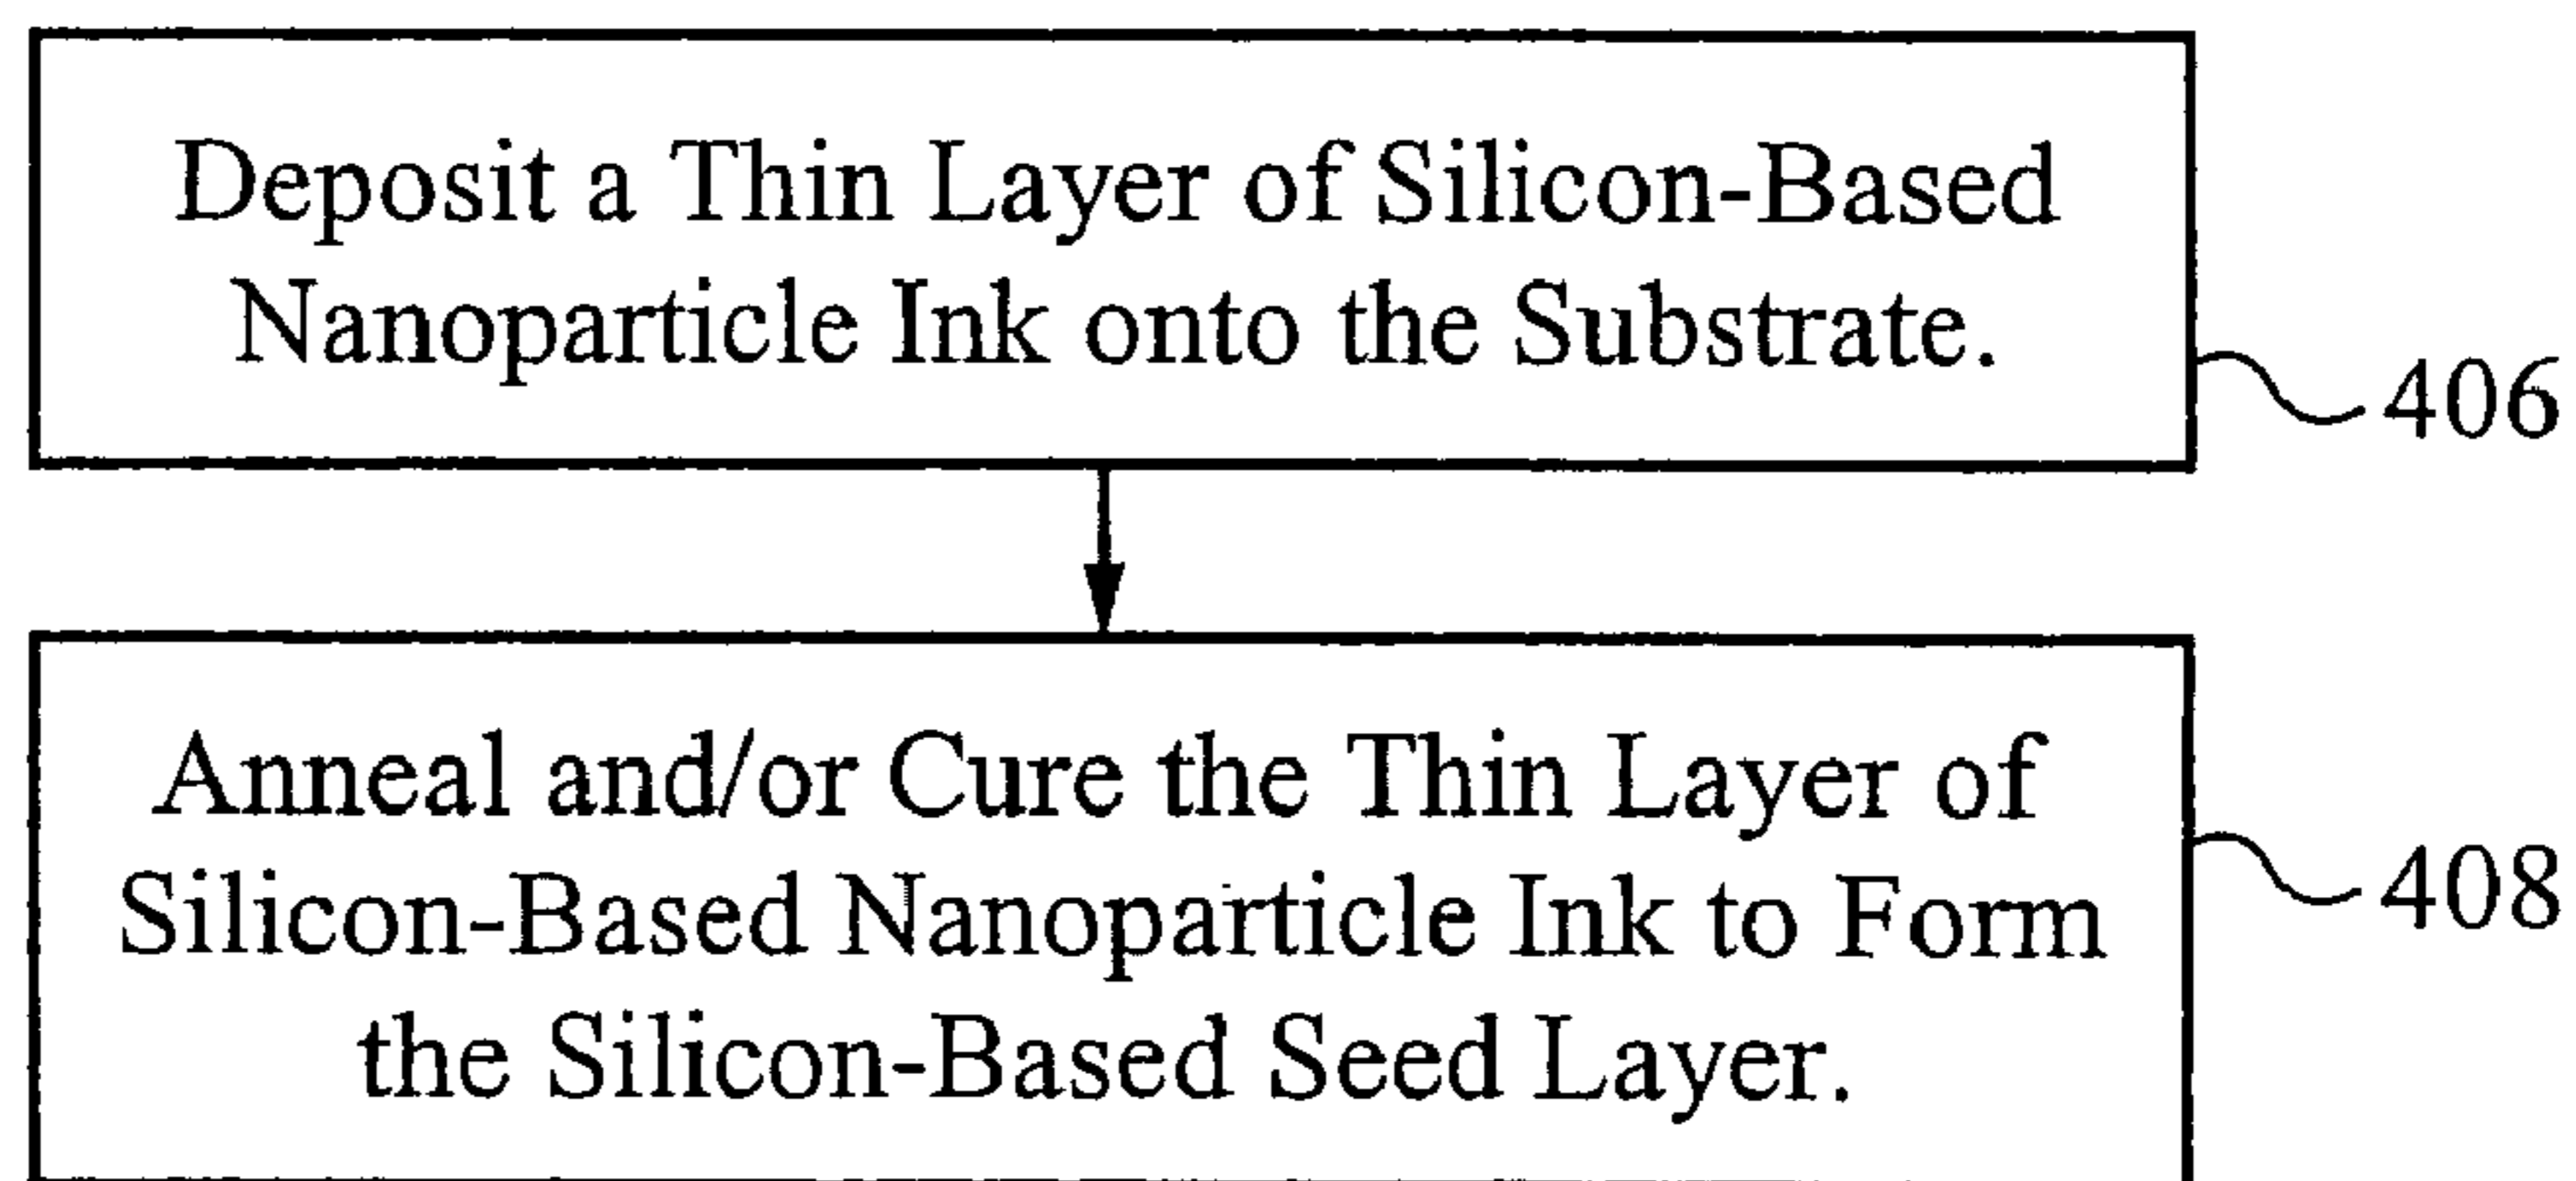 Deposit a Thin Layer of Silicon-Based
Nanoparticle Ink onto the Substrate.
406
Anneal and/or Cure the Thin Layer of
Silicon-Based Nanoparticle Ink to Form
the Silicon-Based Seed Layer.
408